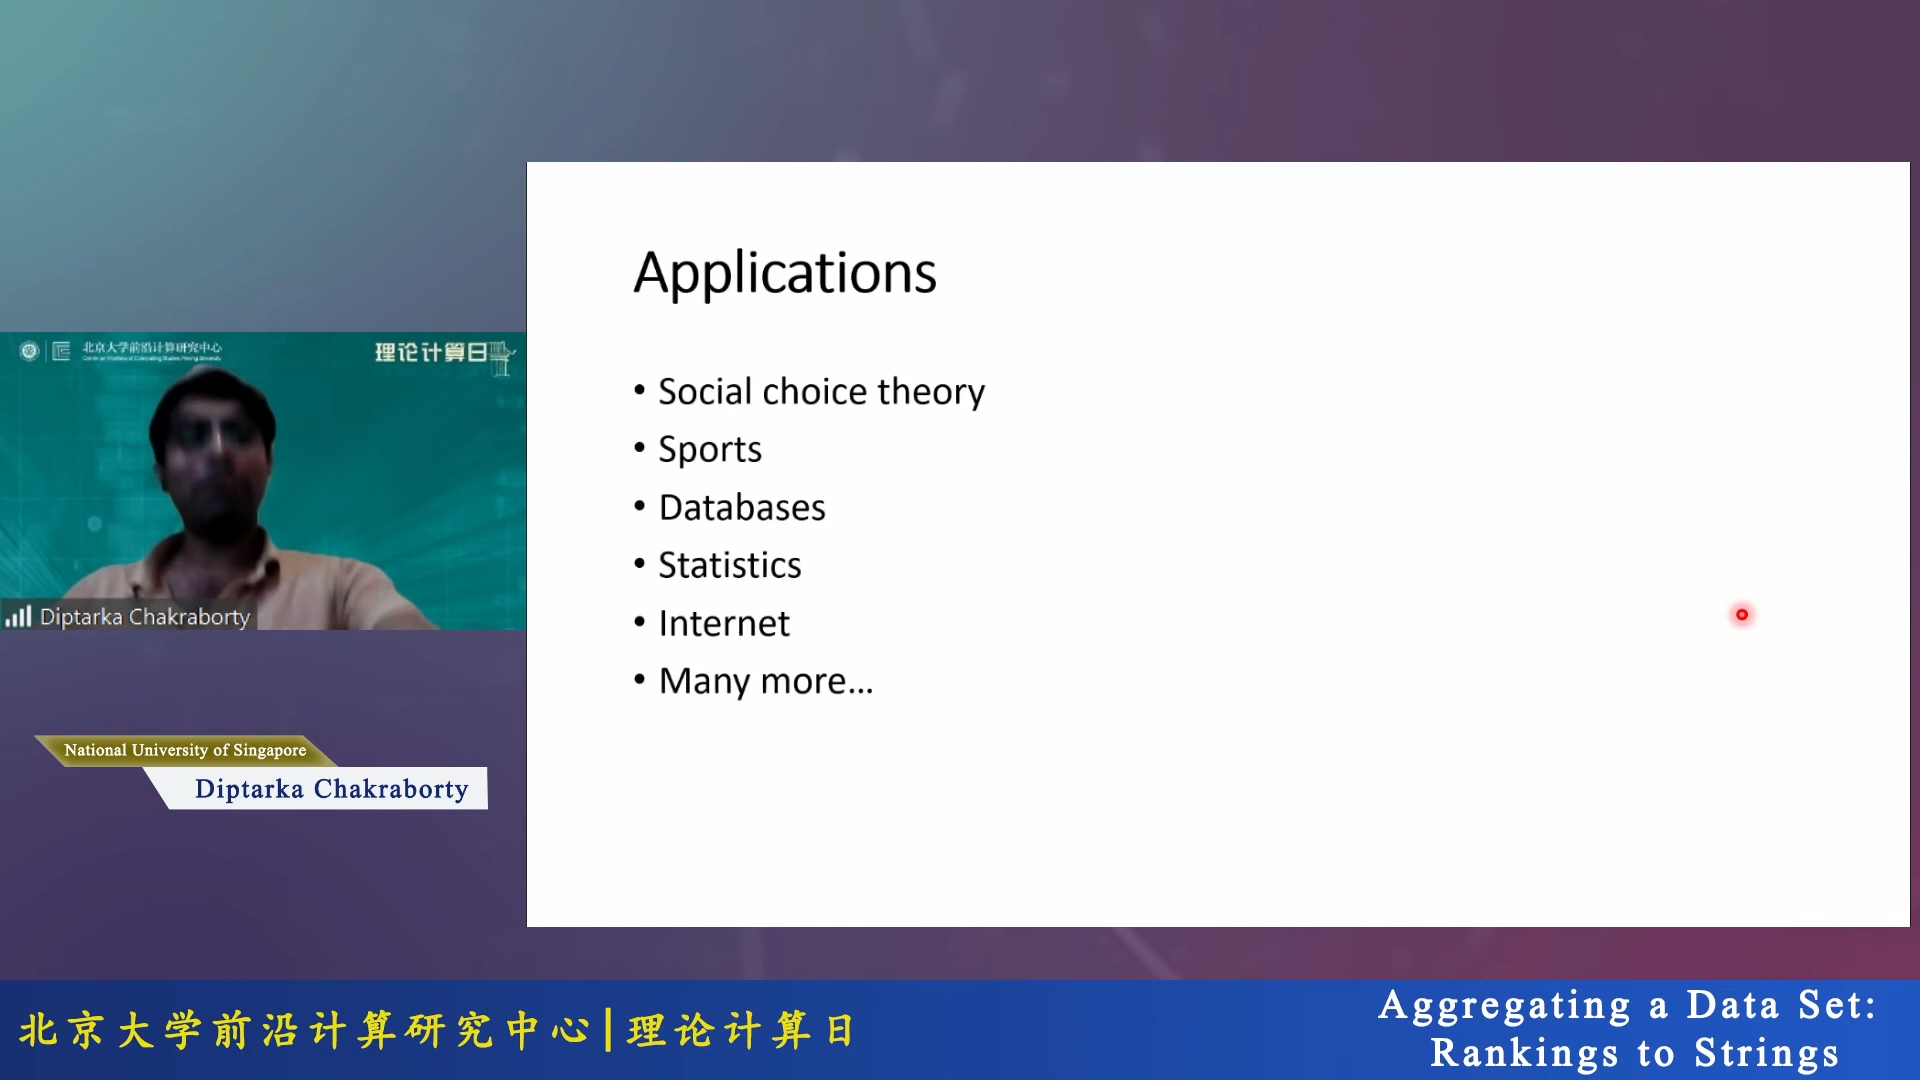 北京大学前沿计算研究中心
理论计算日
Diptarka Chakraborty
National University of Singapore
Diptarka Chakraborty
Applications
• Social choice theory
• Sports
• Databases
• Statistics
• Internet
• Many more...
北京大学前沿计算研究中心|理论计算日
Aggregating a Data Set:
Rankings to Strings